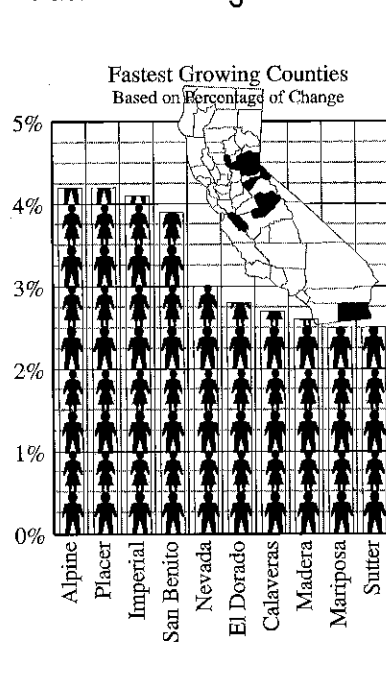 Fastest Growing Counties
Based on Percentage of Change
5%
4%
3%
2%
1%
0%
Alpine
Placer
Imperial
San Benito
Nevada
El Dorado
Calaveras
Madera
Mariposa
Sutter